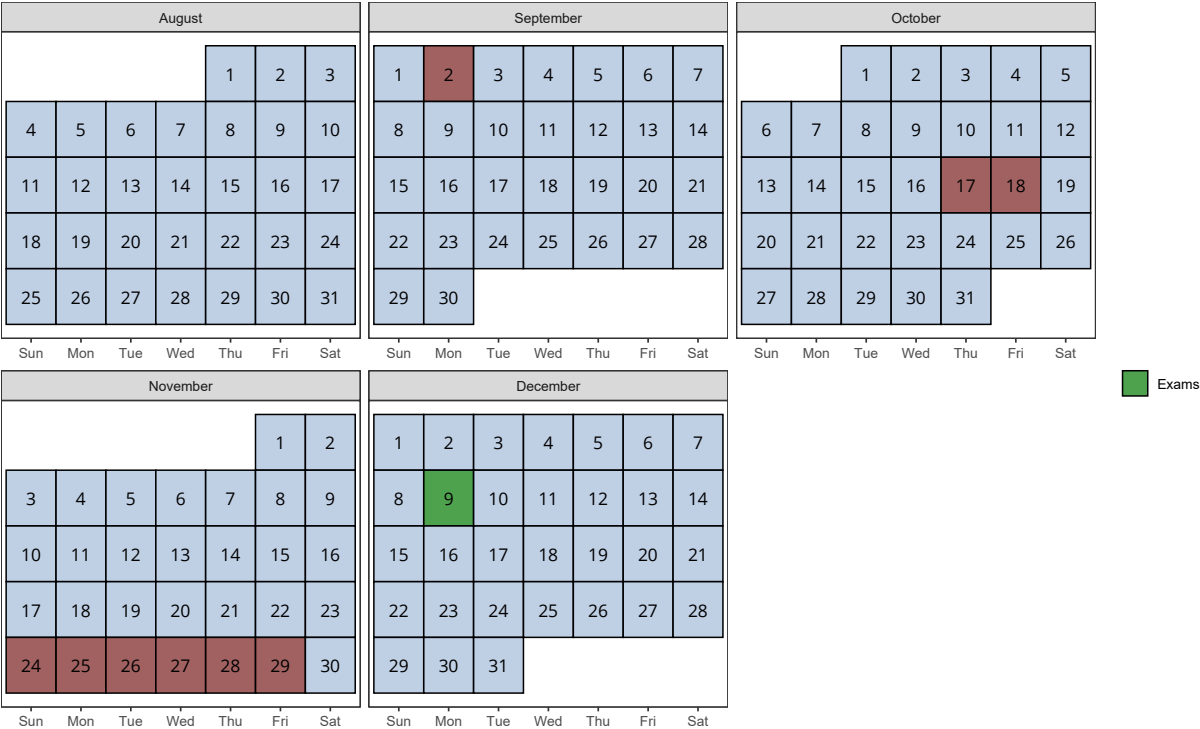 August
1 2 3
4 5 6 7 8 9 10
11 12 13 14 15 16 17
18 19 20 21 22 23 24
25 26 27 28 29 30 31
Sun Mon Tue Wed Thu Fri Sat
September
1 2 3 4 5 6 7
8 9 10 11 12 13 14
15 16 17 18 19 20 21
22 23 24 25 26 27 28
29 30
Sun Mon Tue Wed Thu Fri Sat
October
1 2 3 4 5
6 7 8 9 10 11 12
13 14 15 16 17 18 19
20 21 22 23 24 25 26
27 28 29 30 31
Sun Mon Tue Wed Thu Fri Sat
November
1 2
3 4 5 6 7 8 9
10 11 12 13 14 15 16
17 18 19 20 21 22 23
24 25 26 27 28 29 30
Sun Mon Tue Wed Thu Fri Sat
December
1 2 3 4 5 6 7
8 9 10 11 12 13 14
15 16 17 18 19 20 21
22 23 24 25 26 27 28
29 30 31
Sun Mon Tue Wed Thu Fri Sat
Exams